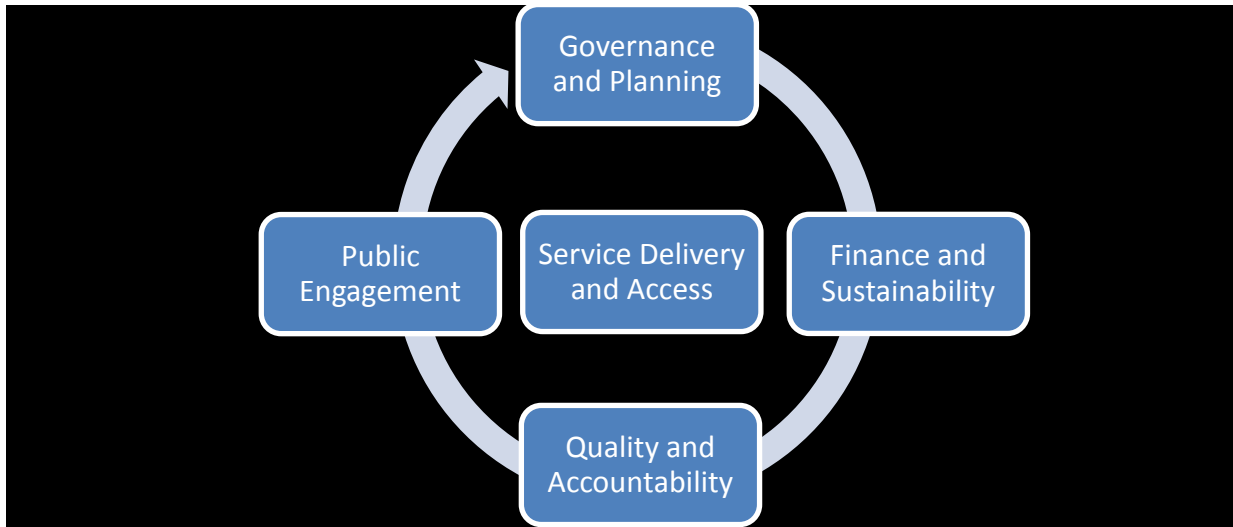 Governance
and Planning
Public
Engagement
Service Delivery
and Access
Finance and
Sustainability
Quality and
Accountability